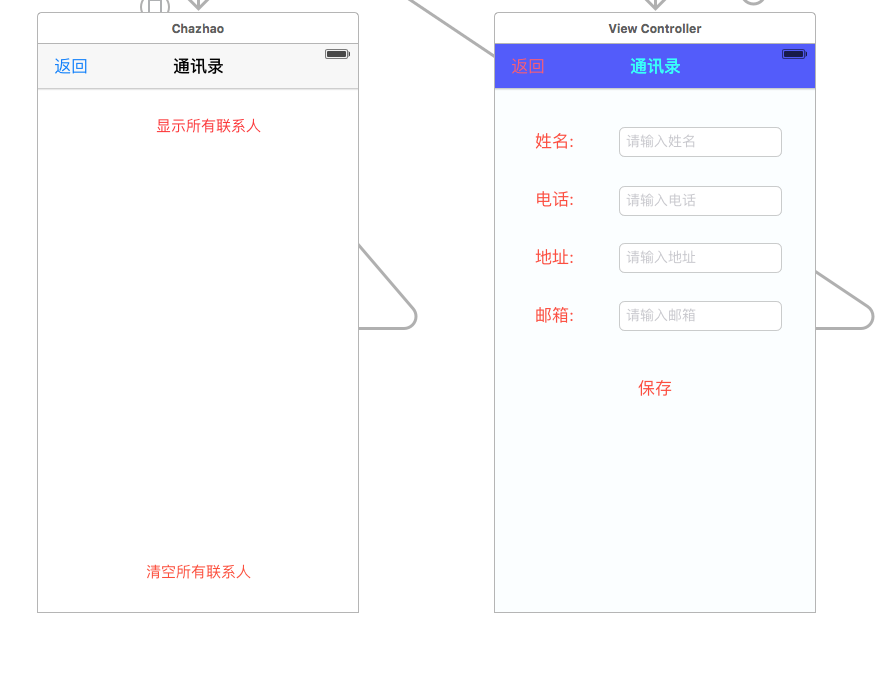 Chazhao
返回
通讯录
显示所有联系人
清空所有联系人
View Controller
返回
通讯录
姓名:
请输入姓名
电话:
请输入电话
地址:
请输入地址
邮箱:
请输入邮箱
保存